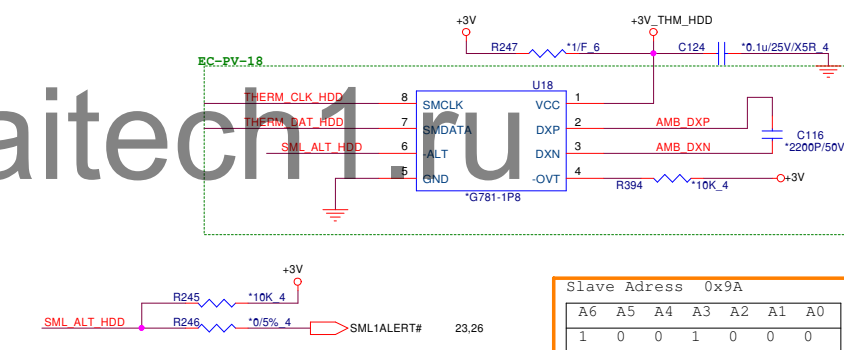 +3V
+3V_THM_HDD
R247
*1/F_6
C124
*0.1u/25V/X5R_4
EC-PV-18
U18
THERM_CLK_HDD
8
SMCLK
VCC
1
THERM_DAT_HDD
7
SMDATA
DXP
2
AMB_DXP
SML_ALT_HDD
6
-ALT
DXN
3
AMB_DXN
C116
*2200P/50V
5
GND
-OVT
4
R394
*10K_4
+3V
*G781-1P8
aitech1.ru
+3V
R245
*10K_4
SML_ALT_HDD
R246
*0/5%_4
SML1ALERT#
23,26
Slave Adress 0x9A
A6 A5 A4 A3 A2 A1 A0
1 0 0 1 0 0 0